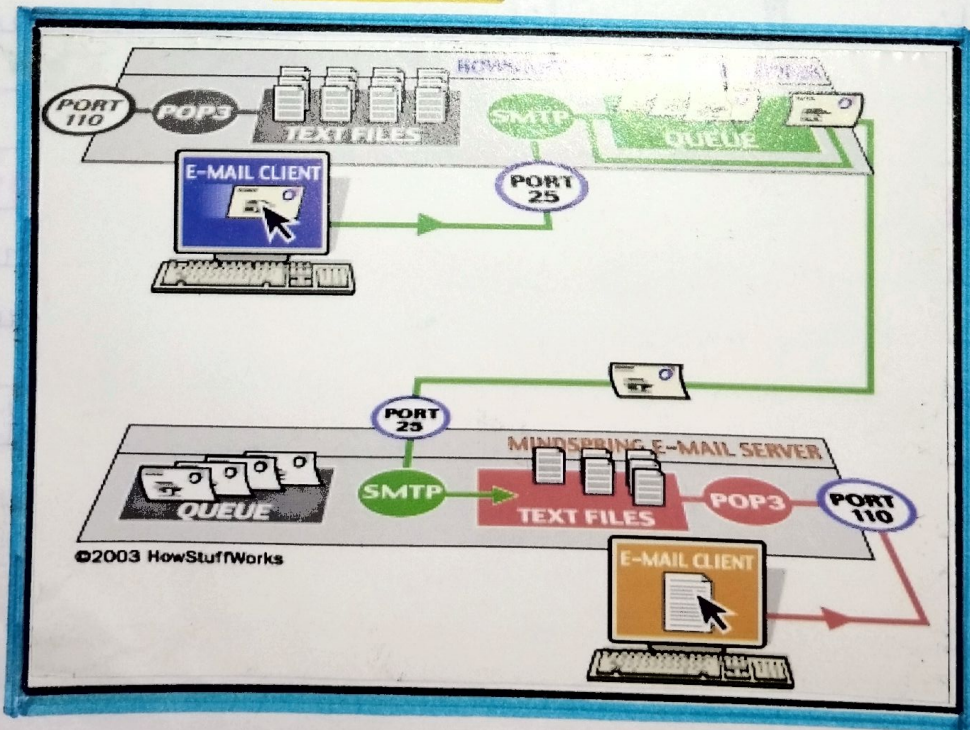 PORT
110
POP3
TEXT FILES
SMTP
QUEUE
E-MAIL CLIENT
PORT
25
PORT
25
MINDSPRING E-MAIL SERVER
QUEUE
SMTP
TEXT FILES
POP3
PORT
110
©2003 HowStuffWorks
E-MAIL CLIENT